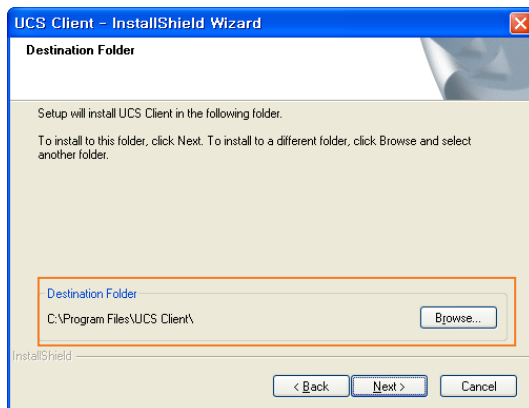 UCS Client - InstallShield Wizard
Destination Folder
Setup will install UCS Client in the following folder.
To install to this folder, click Next. To install to a different folder, click Browse and select
another folder.
Destination Folder
C:\Program Files\UCS Client\
Browse...
InstallShield
< Back
Next >
Cancel